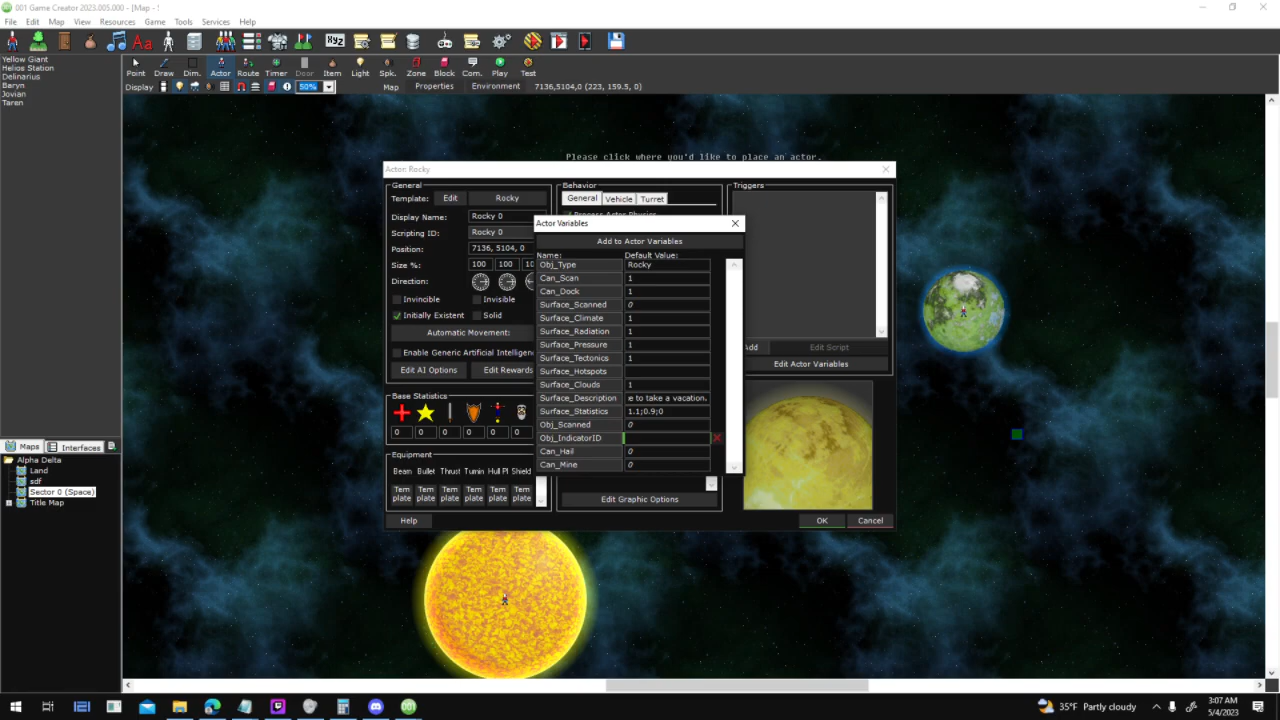 001 Game Creator 2023.005.000 - [Map - !
File Edit Map View Resources Game Tools Services Help
Point Draw Dim. Actor Route Timer Door Item Light Spk. Zone Block Com. Play Test
Display 50% Map Properties Environment 7136,5104,0 (223, 159.5, 0)
Yellow Giant
Helios Station
Delinarius
Baryn
Jovian
Taren
Please click where you'd like to place an actor.
Actor: Rocky
General
Template: Edit Rocky
Display Name: Rocky 0
Scripting ID: Rocky 0
Position: 7136, 5104, 0
Size %: 100 100 10
Direction:
Invincible Invisible
Initially Existent Solid
Automatic Movement:
Enable Generic Artificial Intelligenc
Edit AI Options Edit Rewards
Base Statistics
0 0 0 0 0 0
Equipment
Beam Bullet Thrust Turnin Hull Pl Shield
Tem plate Tem plate Tem plate Tem plate Tem plate Tem plate
Behavior
General Vehicle Turret
Process Actor Physics
Actor Variables
Add to Actor Variables
Name: Default Value:
Obj_Type Rocky
Can_Scan 1
Can_Dock 1
Surface_Scanned 0
Surface_Climate 1
Surface_Radiation 1
Surface_Pressure 1
Surface_Tectonics 1
Surface_Hotspots
Surface_Clouds 1
Surface_Description e to take a vacation.
Surface_Statistics 1.1;0.9;0
Obj_Scanned 0
Obj_IndicatorID
Can_Hail 0
Can_Mine 0
Edit Graphic Options
Triggers
Add Edit Script
Edit Actor Variables
Help OK Cancel
Maps Interfaces
Alpha Delta
Land
sdf
Sector 0 (Space)
Title Map
35°F Partly cloudy
3:07 AM
5/4/2023